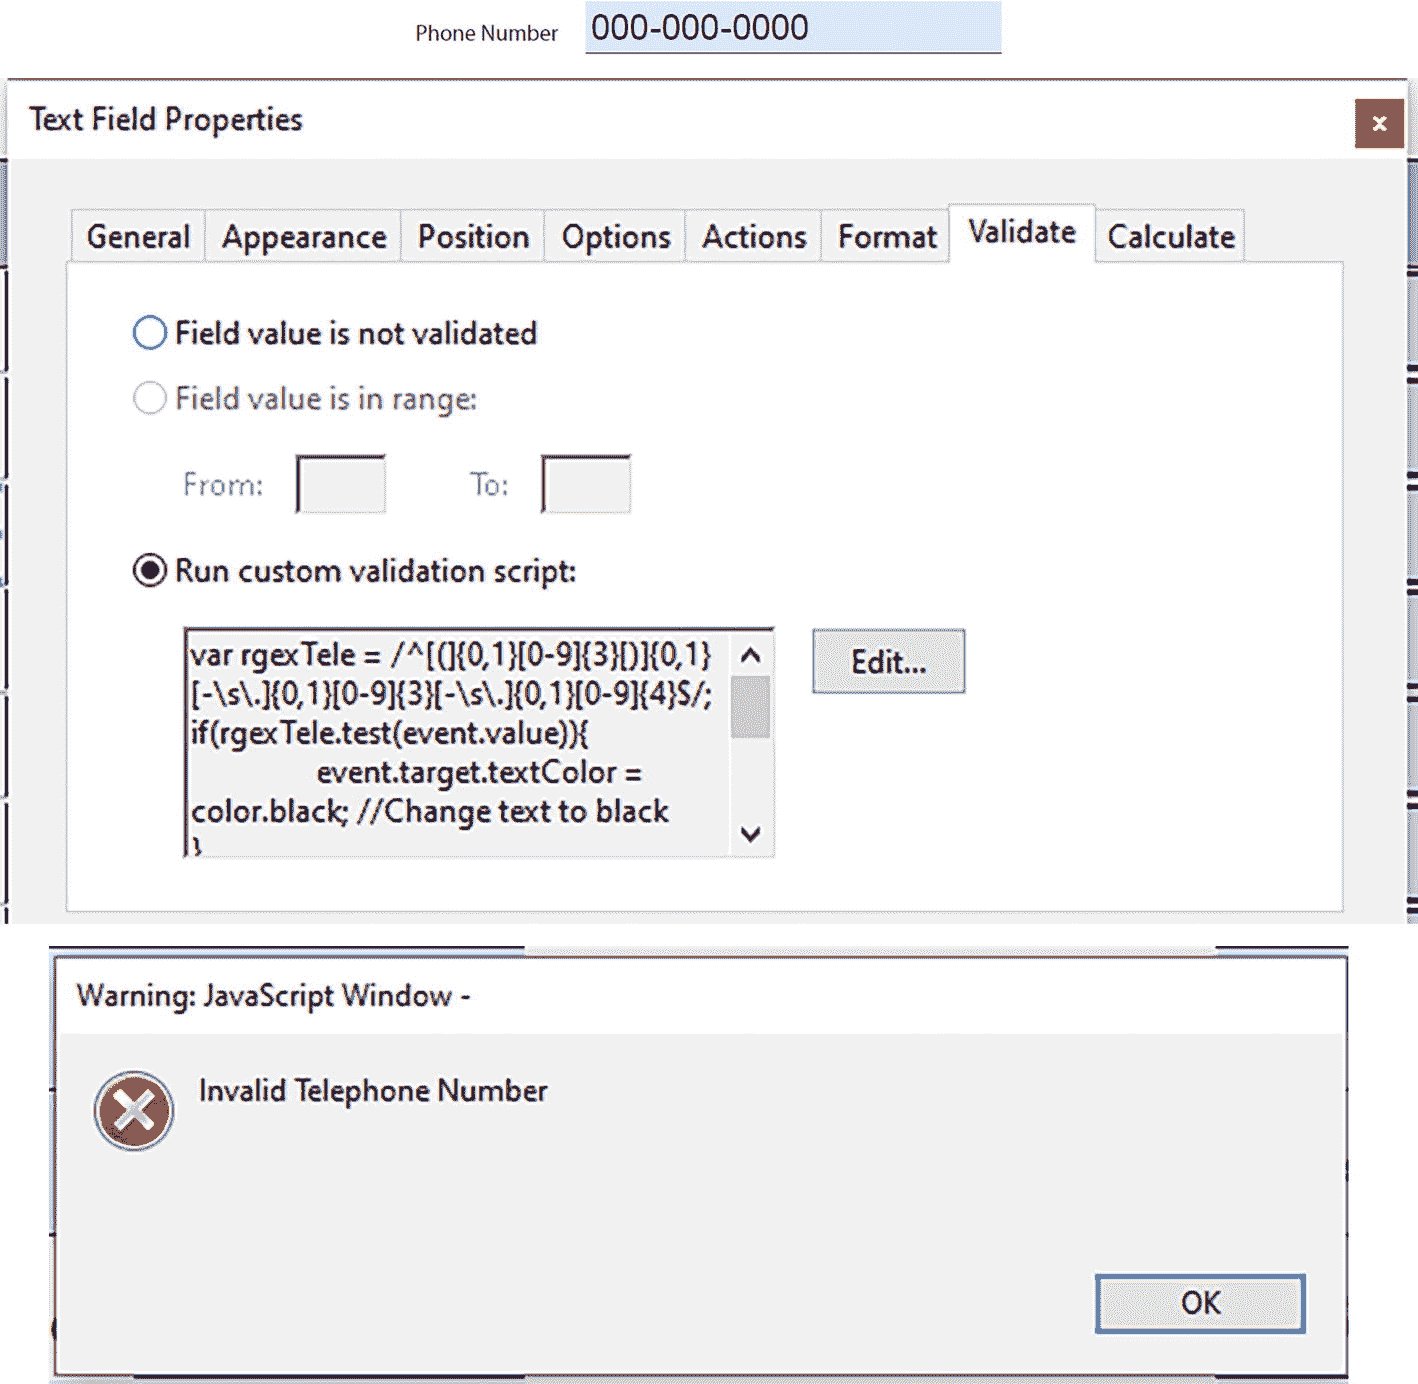 Phone Number 000-000-0000
Text Field Properties
General Appearance Position Options Actions Format Validate Calculate
Field value is not validated
Field value is in range:
From: To:
Run custom validation script:
var rgexTele = /^[(]{0,1}[0-9]{3}[)]{0,1}
[-\s\.]{0,1}[0-9]{3}[-\s\.]{0,1}[0-9]{4}$/;
if(rgexTele.test(event.value)){
event.target.textColor =
color.black; //Change text to black
}
Edit...
Warning: JavaScript Window -
Invalid Telephone Number
OK